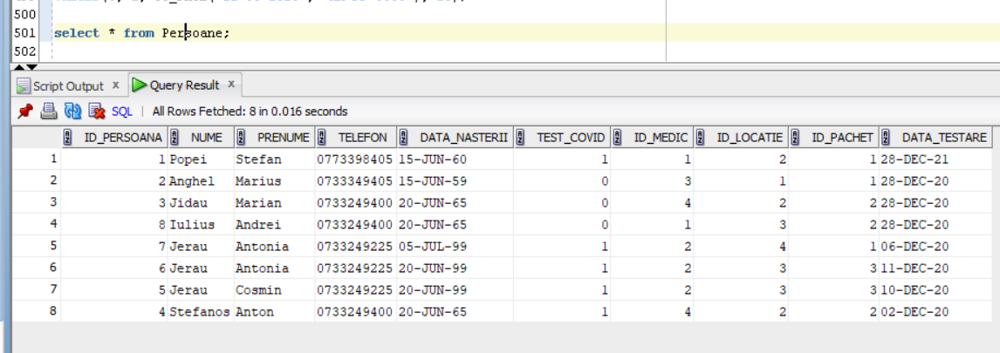 500
501 select * from Persoane;
502
Script Output x Query Result x
SQL | All Rows Fetched: 8 in 0.016 seconds
ID_PERSOANA NUME PRENUME TELEFON DATA_NASTERII TEST_COVID ID_MEDIC ID_LOCATIE ID_PACHET DATA_TESTARE
1 1 Popei Stefan 0773398405 15-JUN-60 1 1 2 1 28-DEC-21
2 2 Anghel Marius 0733349405 15-JUN-59 0 3 1 1 28-DEC-20
3 3 Jidau Marian 0733249400 20-JUN-65 0 4 2 2 28-DEC-20
4 8 Iulius Andrei 0733249400 20-JUN-65 0 1 3 2 28-DEC-20
5 7 Jerau Antonia 0733249225 05-JUL-99 1 2 4 1 06-DEC-20
6 6 Jerau Antonia 0733249225 20-JUN-99 1 2 3 3 11-DEC-20
7 5 Jerau Cosmin 0733249225 20-JUN-99 1 2 3 3 10-DEC-20
8 4 Stefanos Anton 0733249400 20-JUN-65 1 4 2 2 02-DEC-20